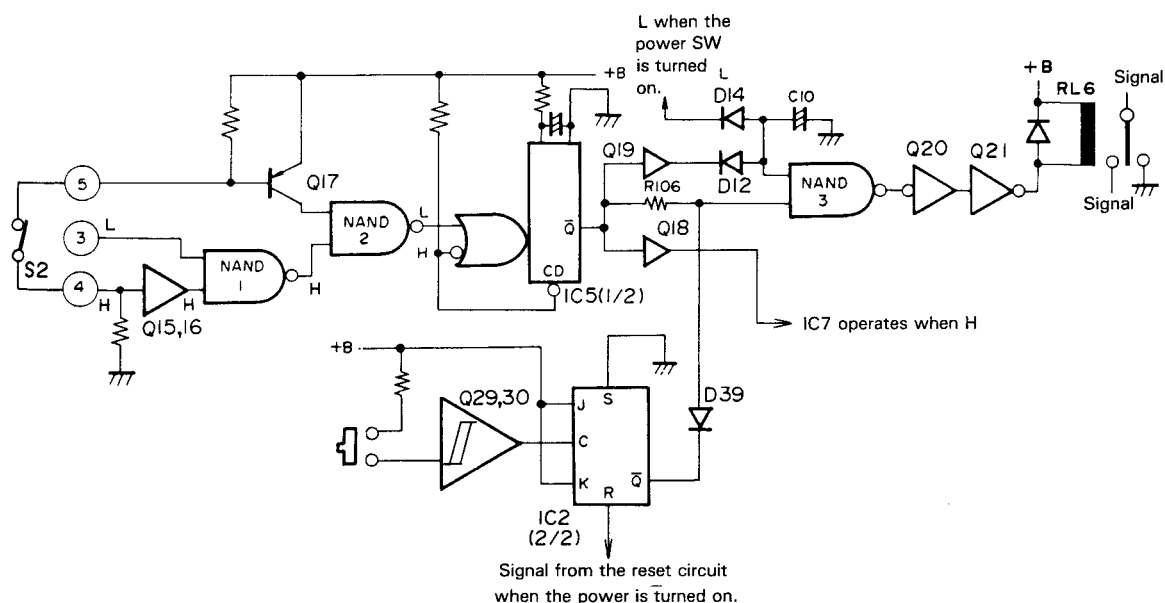 L when the
power SW
is turned
on.
L
D14
C10
+B
+B
RL6
Signal
5
Q17
Q19
D12
Q20
Q21
R106
NAND
3
NAND
2
L
Q̅
Q18
Signal
3
L
H
CD
S2
NAND
1
H
IC5(1/2)
4
H
H
Q15,16
IC7 operates when H
+B
Q29,30
J
S
D39
C
K
R
Q̅
IC2
(2/2)
Signal from the reset circuit
when the power is turned on.